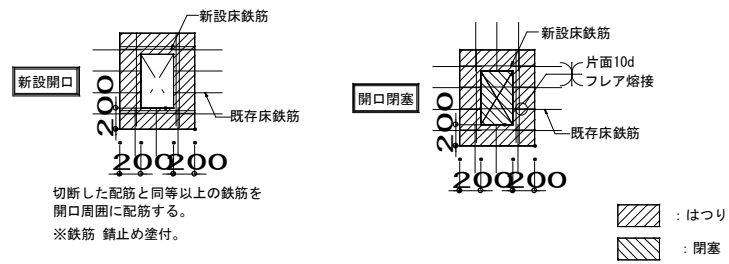 新設床鉄筋
新設開口
既存床鉄筋
200
200
200
切断した配筋と同等以上の鉄筋を
開口周囲に配筋する。
※鉄筋 錆止め塗付。
新設床鉄筋
片面10d
フレア熔接
開口閉塞
既存床鉄筋
200
200
200
：はつり
：閉塞